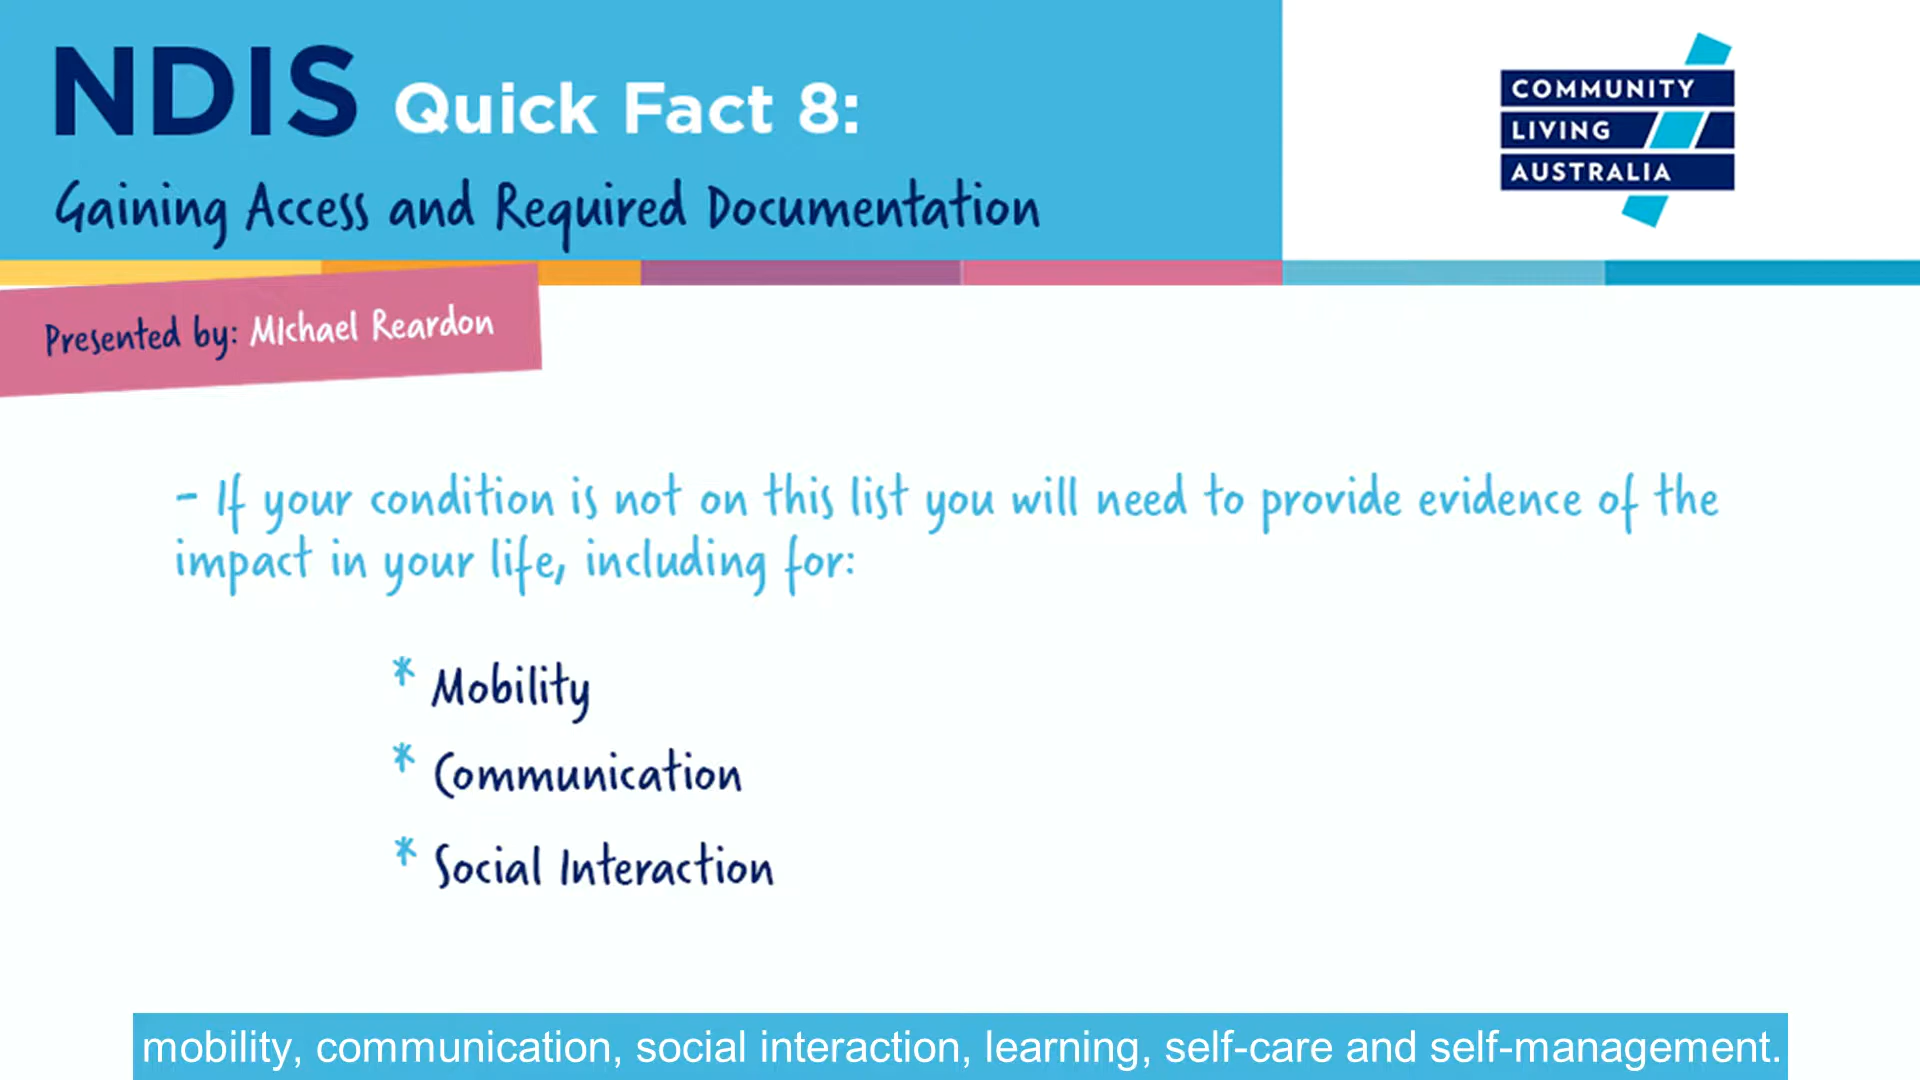 NDIS Quick Fact 8:
Gaining Access and Required Documentation
COMMUNITY
LIVING
AUSTRALIA
Presented by: MIchael Reardon
- If your condition is not on this list you will need to provide evidence of the
impact in your life, including for:
* Mobility
* Communication
* Social Interaction
mobility, communication, social interaction, learning, self-care and self-management.